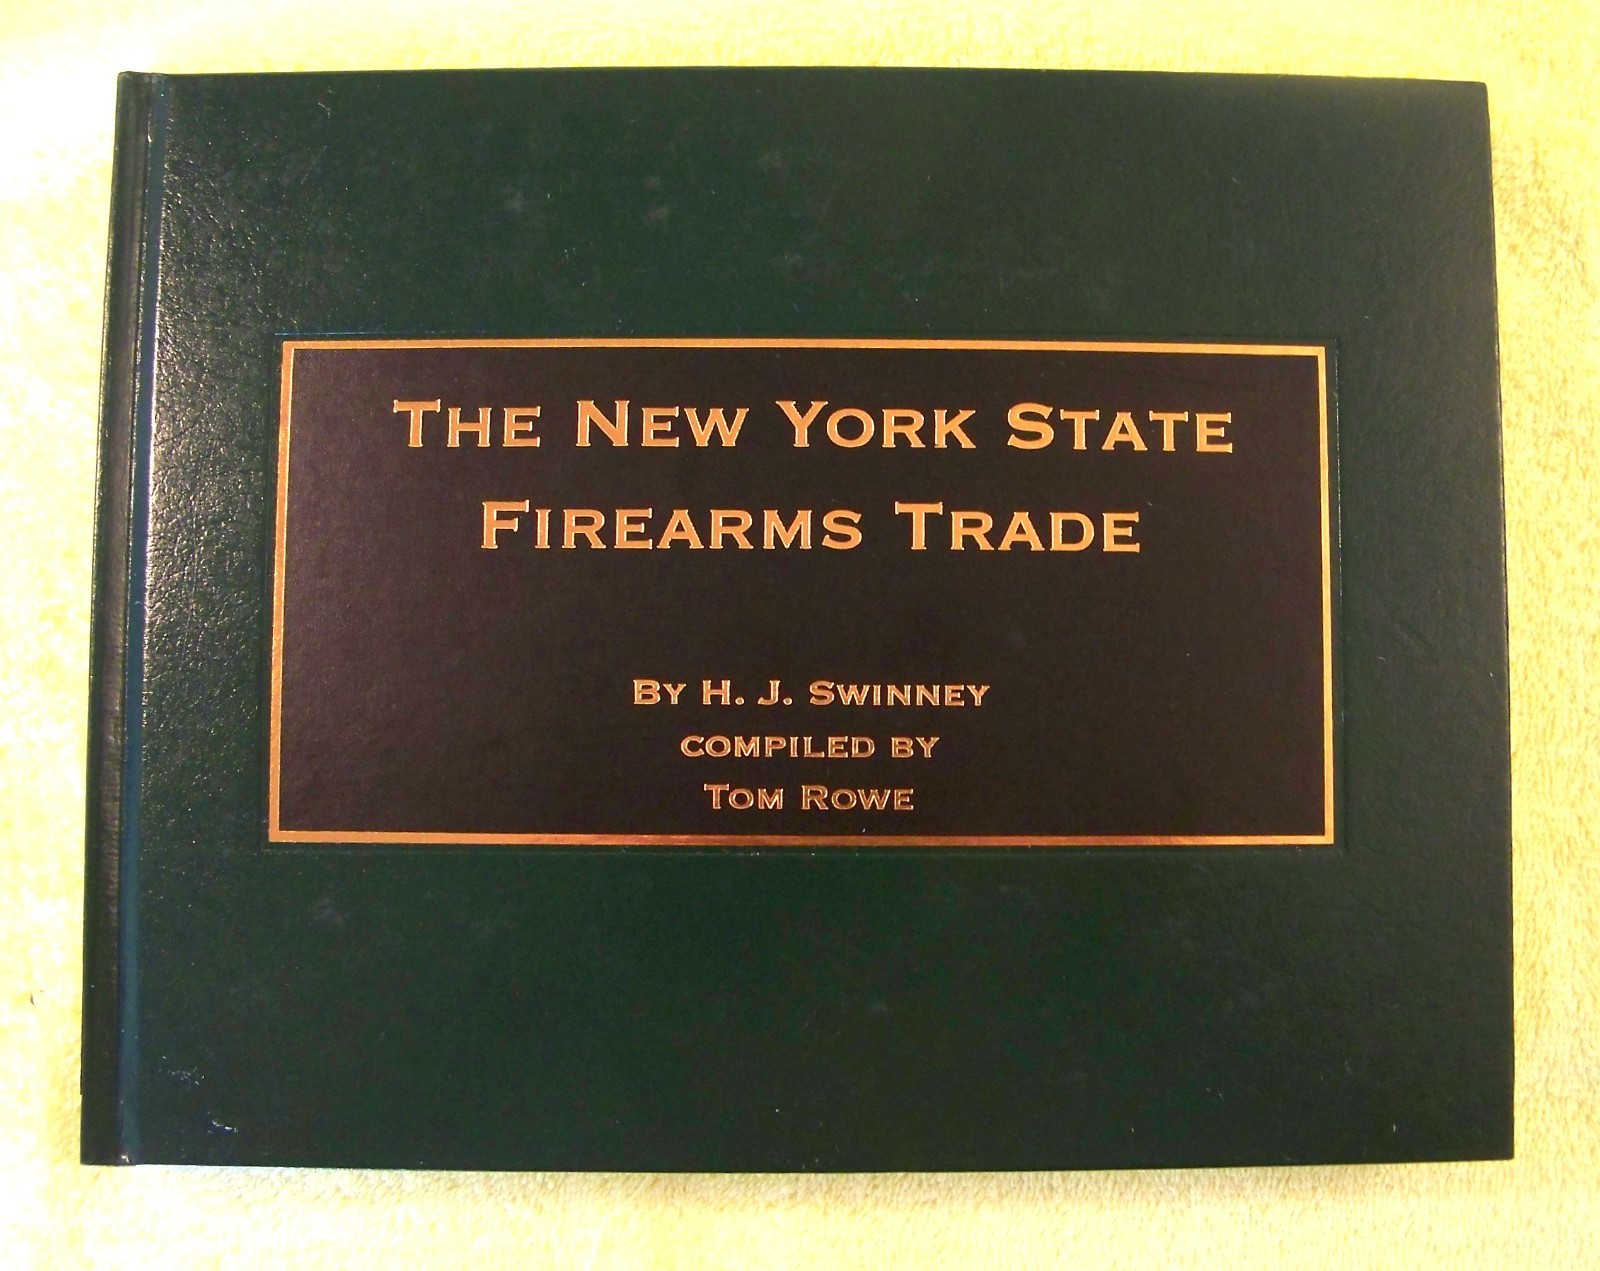 THE NEW YORK STATE
FIREARMS TRADE
BY H. J. SWINNEY
COMPILED BY
TOM ROWE